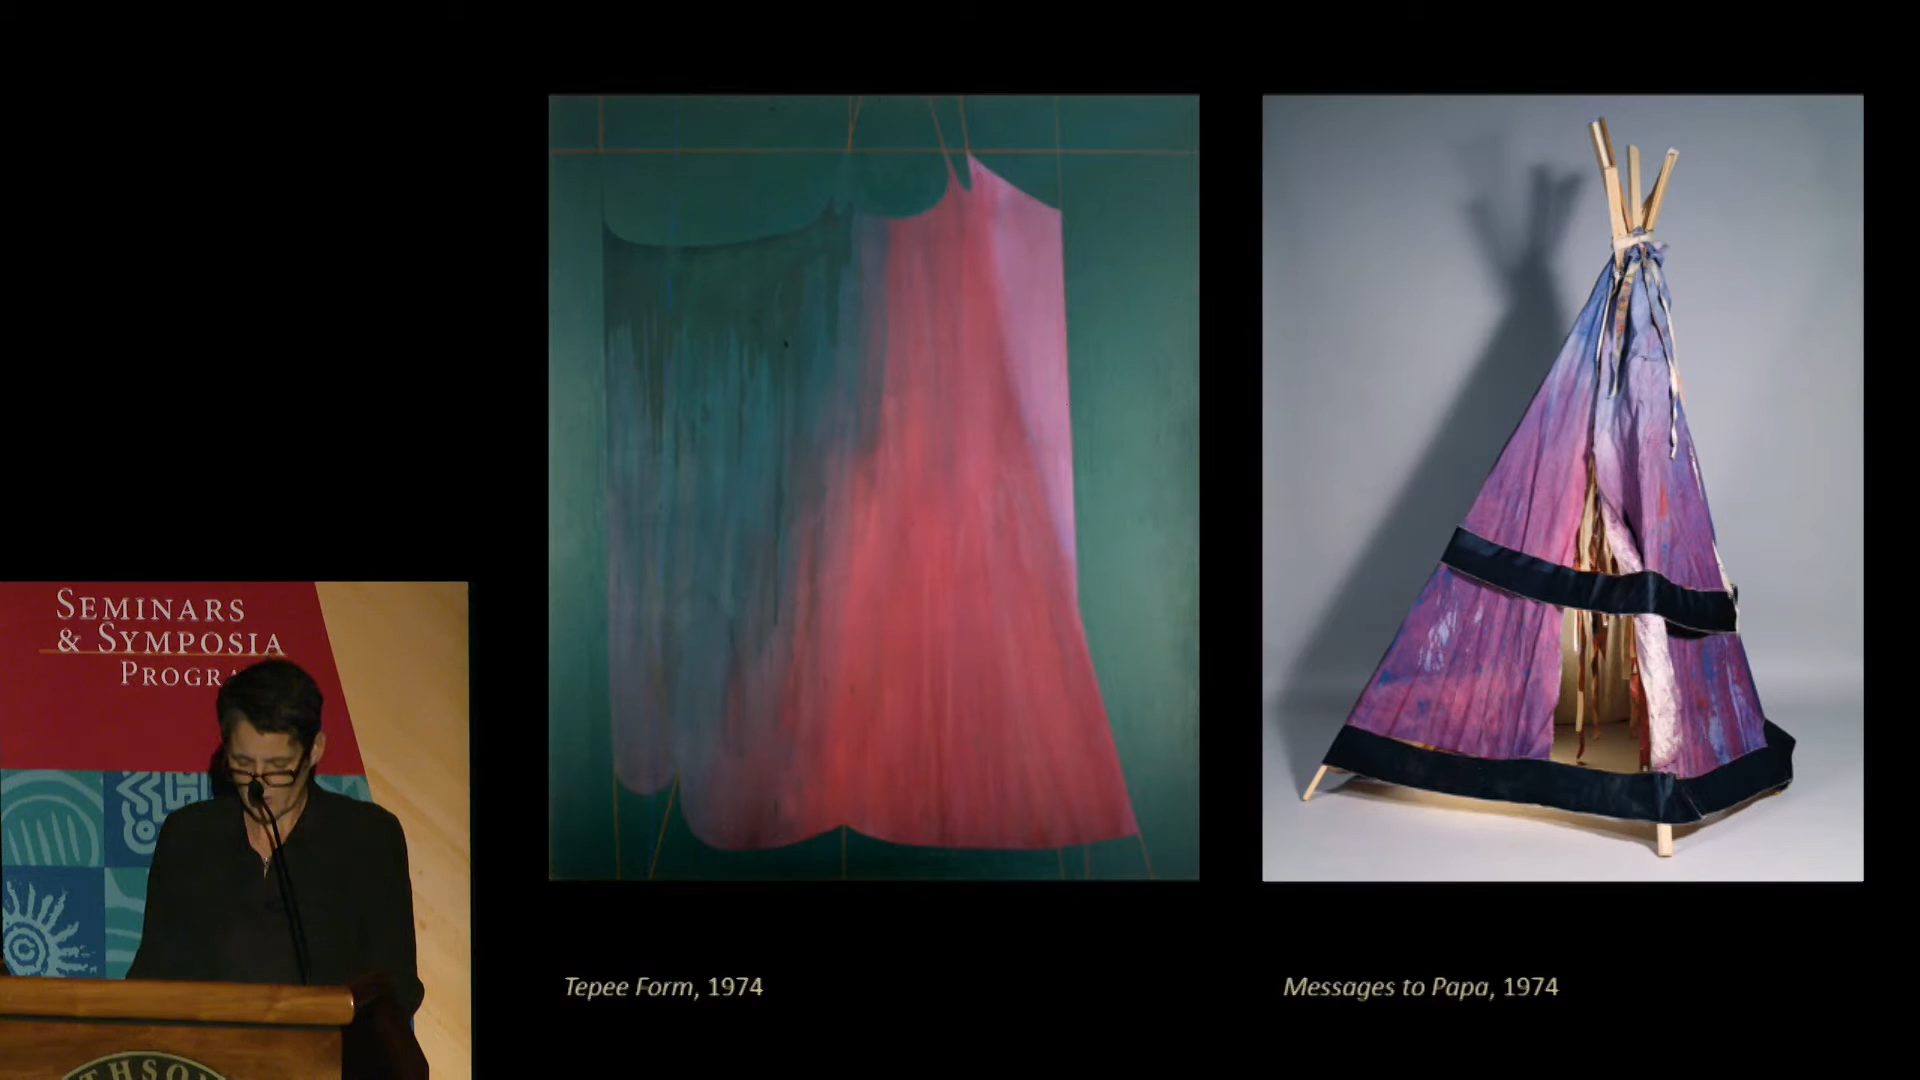 SEMINARS
& SYMPOSIA
Tepee Form, 1974
Messages to Papa, 1974